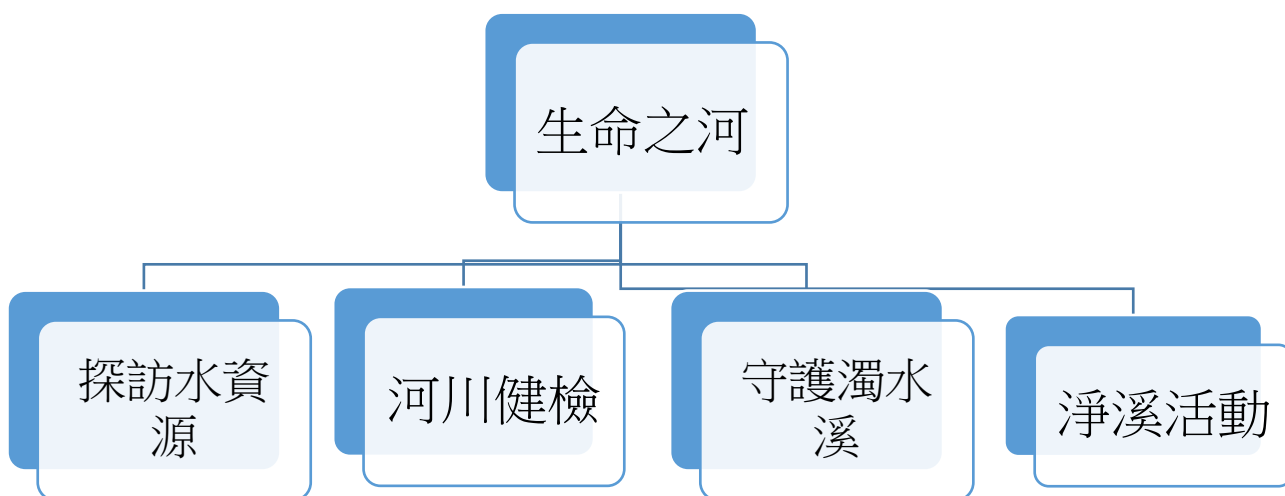 生命之河
探訪水資
源
河川健檢
守護濁水
溪
淨溪活動